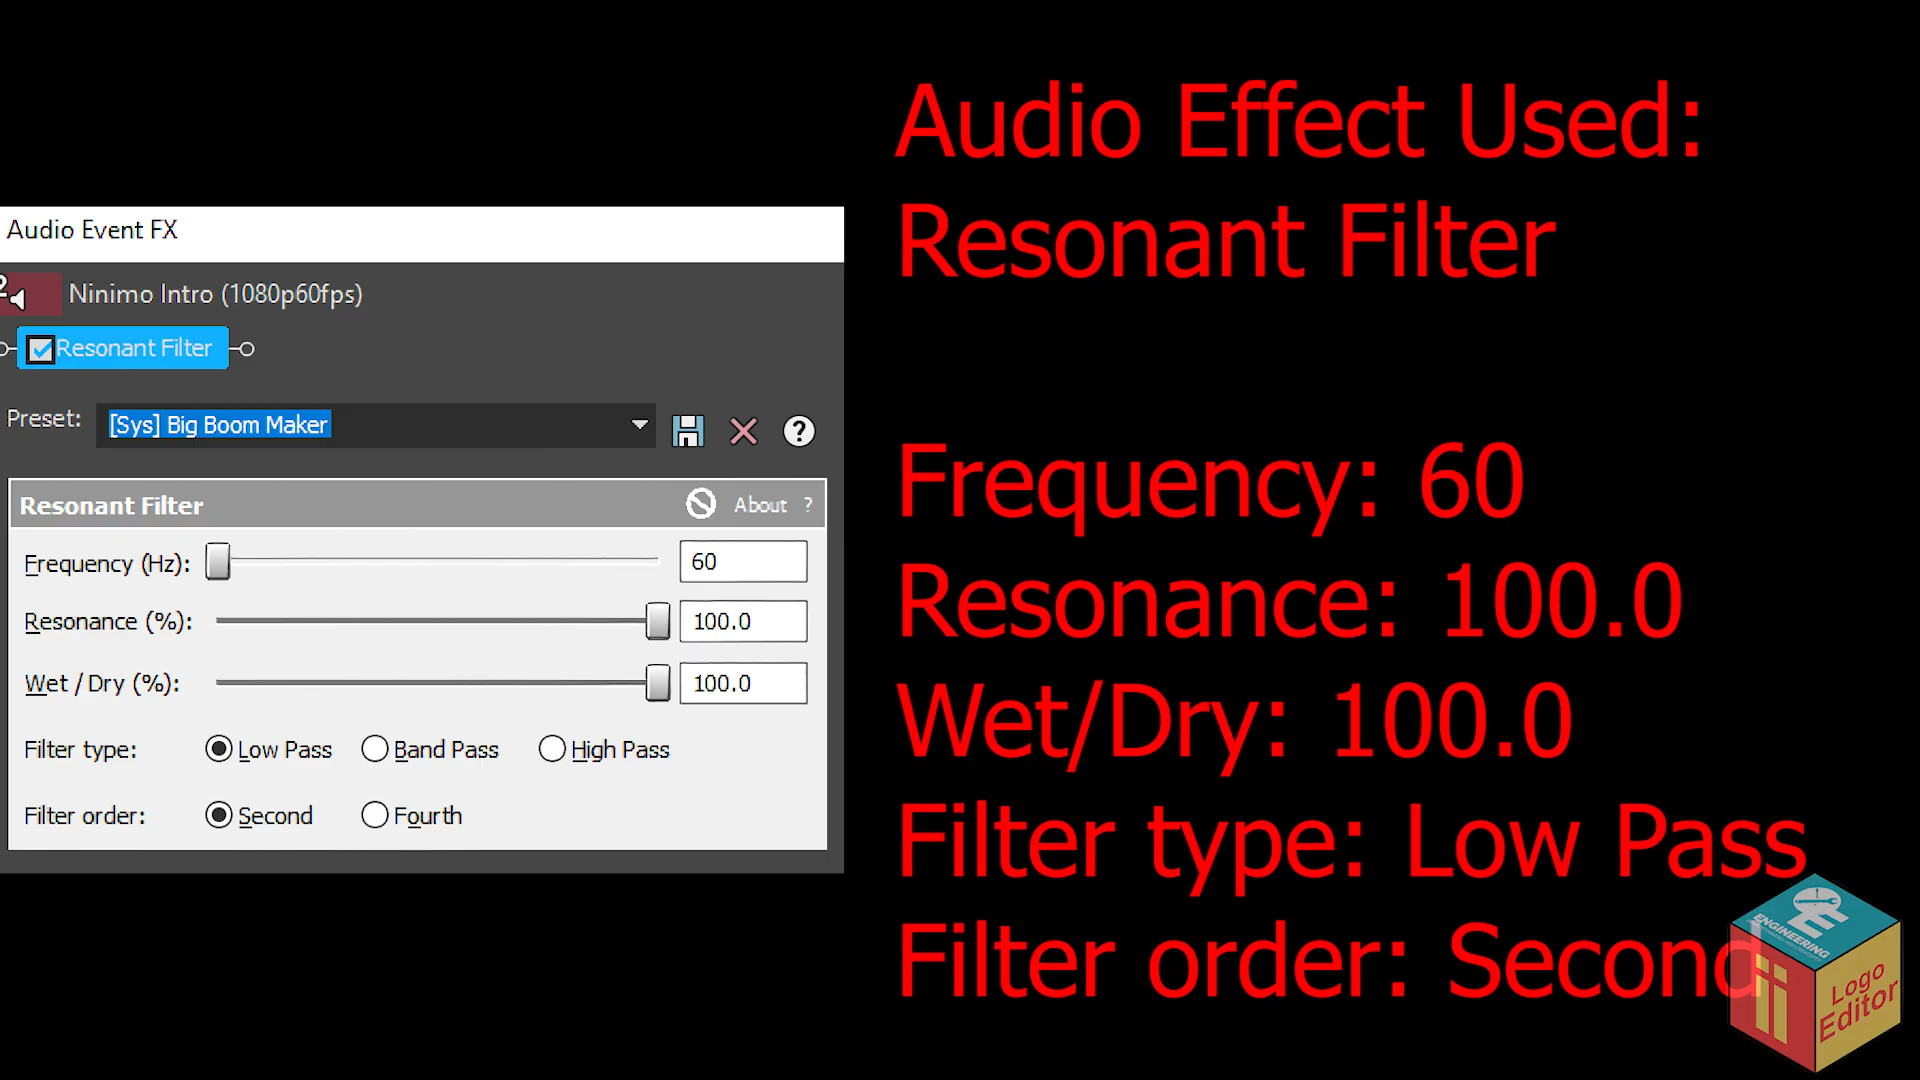 Audio Effect Used:
Resonant Filter
Frequency: 60
Resonance: 100.0
Wet/Dry: 100.0
Filter type: Low Pass
Filter order: Second
Audio Event FX
2
Ninimo Intro (1080p60fps)
Resonant Filter
Preset: [Sys] Big Boom Maker ?
Resonant Filter About ?
Frequency (Hz): 60
Resonance (%): 100.0
Wet / Dry (%): 100.0
Filter type: Low Pass Band Pass High Pass
Filter order: Second Fourth
E
ENGINEERING
Logo
Editor